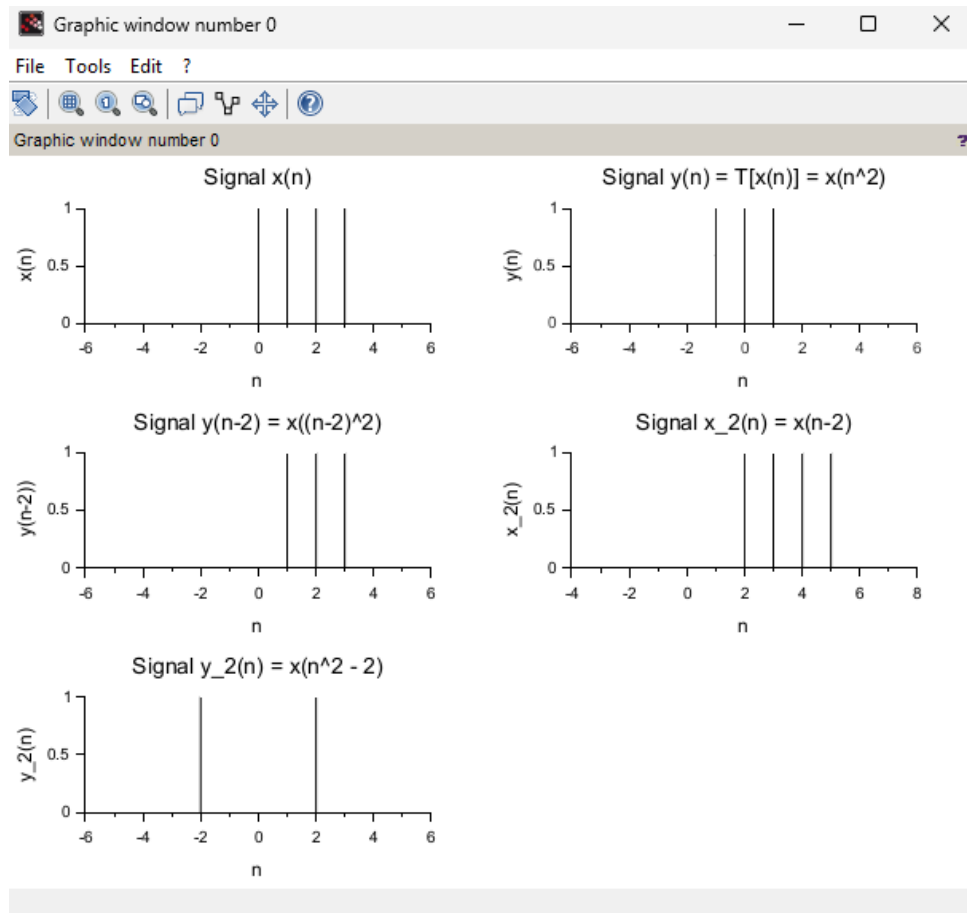 Graphic window number 0
File Tools Edit ?
Graphic window number 0 ?
Signal x(n)
x(n)
1
0.5
0
-6 -4 -2 0 2 4 6
n
Signal y(n) = T[x(n)] = x(n^2)
y(n)
1
0.5
0
-6 -4 -2 0 2 4 6
n
Signal y(n-2) = x((n-2)^2)
y(n-2))
1
0.5
0
-6 -4 -2 0 2 4 6
n
Signal x_2(n) = x(n-2)
x_2(n)
1
0.5
0
-4 -2 0 2 4 6 8
n
Signal y_2(n) = x(n^2 - 2)
y_2(n)
1
0.5
0
-6 -4 -2 0 2 4 6
n